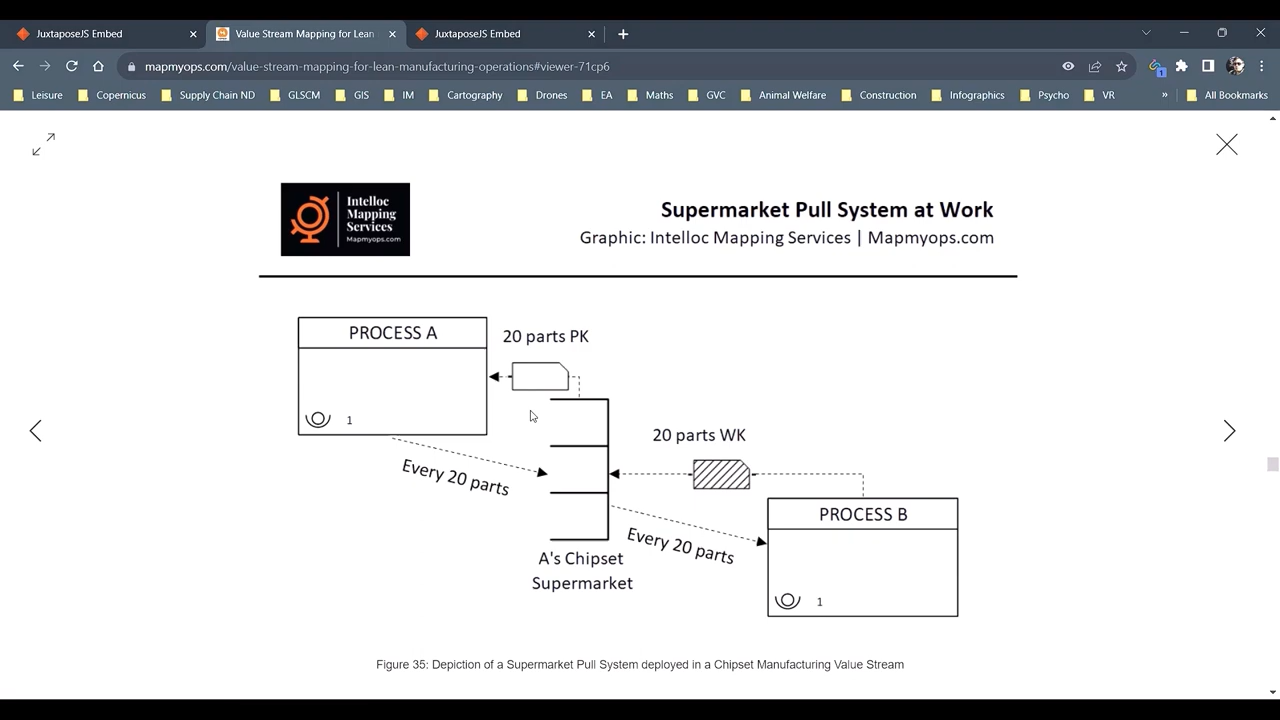 JuxtaposeJS Embed
Value Stream Mapping for Lean
JuxtaposeJS Embed
mapmyops.com/value-stream-mapping-for-lean-manufacturing-operations#viewer-71cp6
1
Leisure
Copernicus
Supply Chain ND
GLSCM
GIS
IM
Cartography
Drones
EA
Maths
GVC
Animal Welfare
Construction
Infographics
Psycho
VR
»
All Bookmarks
Intelloc
Mapping
Services
Mapmyops.com
Supermarket Pull System at Work
Graphic: Intelloc Mapping Services | Mapmyops.com
PROCESS A
20 parts PK
1
20 parts WK
Every 20 parts
PROCESS B
Every 20 parts
A's Chipset
Supermarket
1
Figure 35: Depiction of a Supermarket Pull System deployed in a Chipset Manufacturing Value Stream